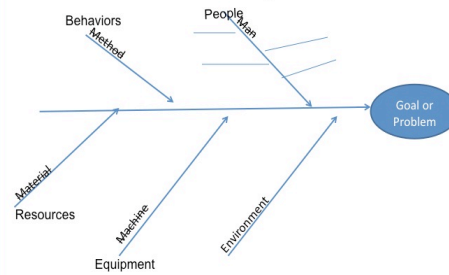 People
Behaviors
Man
Method
Goal or
Problem
Material
Machine
Environment
Resources
Equipment